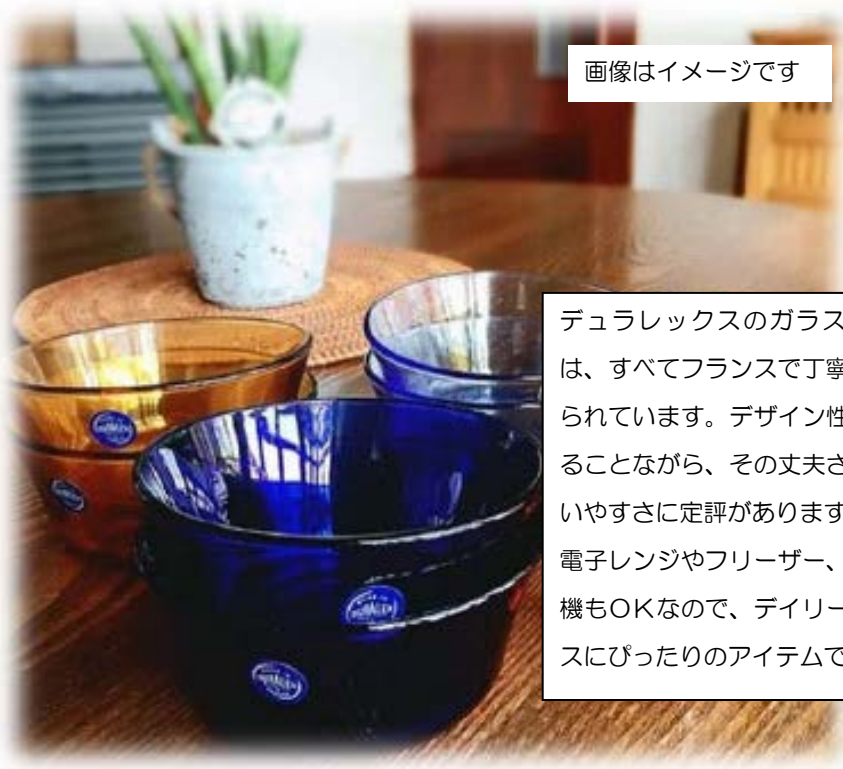 画像はイメージです
デュラレックスのガラス
は、すべてフランスで丁寧
られています。デザイン性
ることながら、その丈夫さ
いやすさに定評があります
電子レンジやフリーザー、
機もOKなので、デイリー
スにぴったりのアイテムで